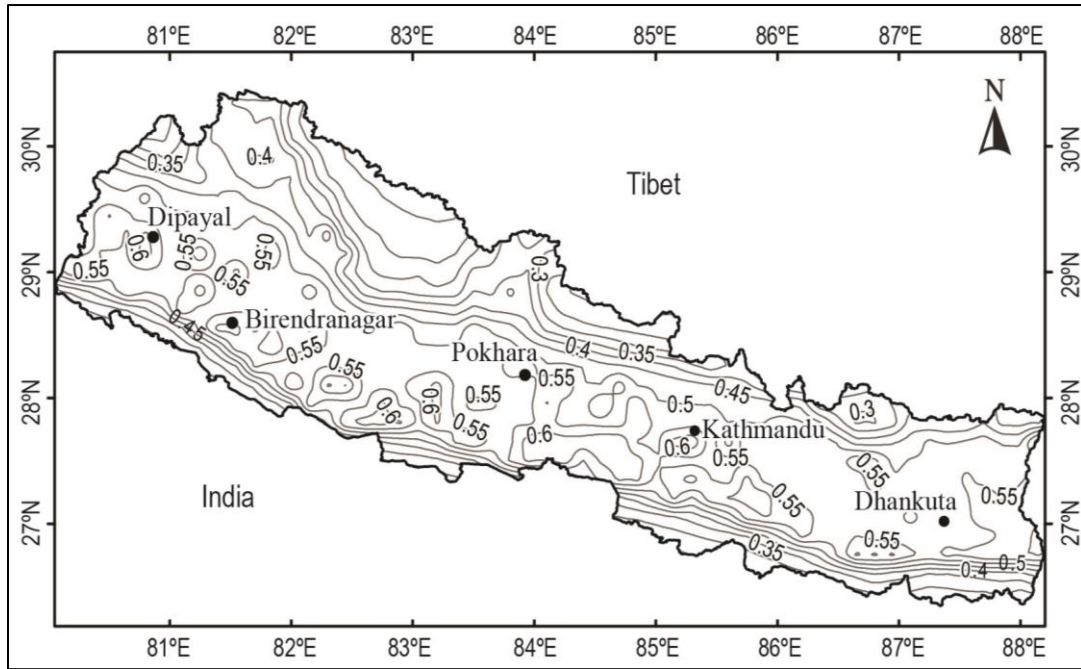 81ºE 82ºE 83ºE 84ºE 85ºE 86ºE 87ºE 88ºE
N
30ºN 0.35 0.4 30ºN
Tibet
Dipayal
0.6 0.55 0.55
0.55 0.55
29ºN 0.3 29ºN
0.45 Birendranagar
0.4 0.35
0.55 Pokhara
0.45
0.55 0.55
28ºN 0.6 0.55 0.5 0.3 28ºN
0.6 0.55 0.6 Kathmandu
0.6 0.55 0.55
India 0.55 Dhankuta 0.55
27ºN 0.55 27ºN
0.35 0.5
0.4
81ºE 82ºE 83ºE 84ºE 85ºE 86ºE 87ºE 88ºE